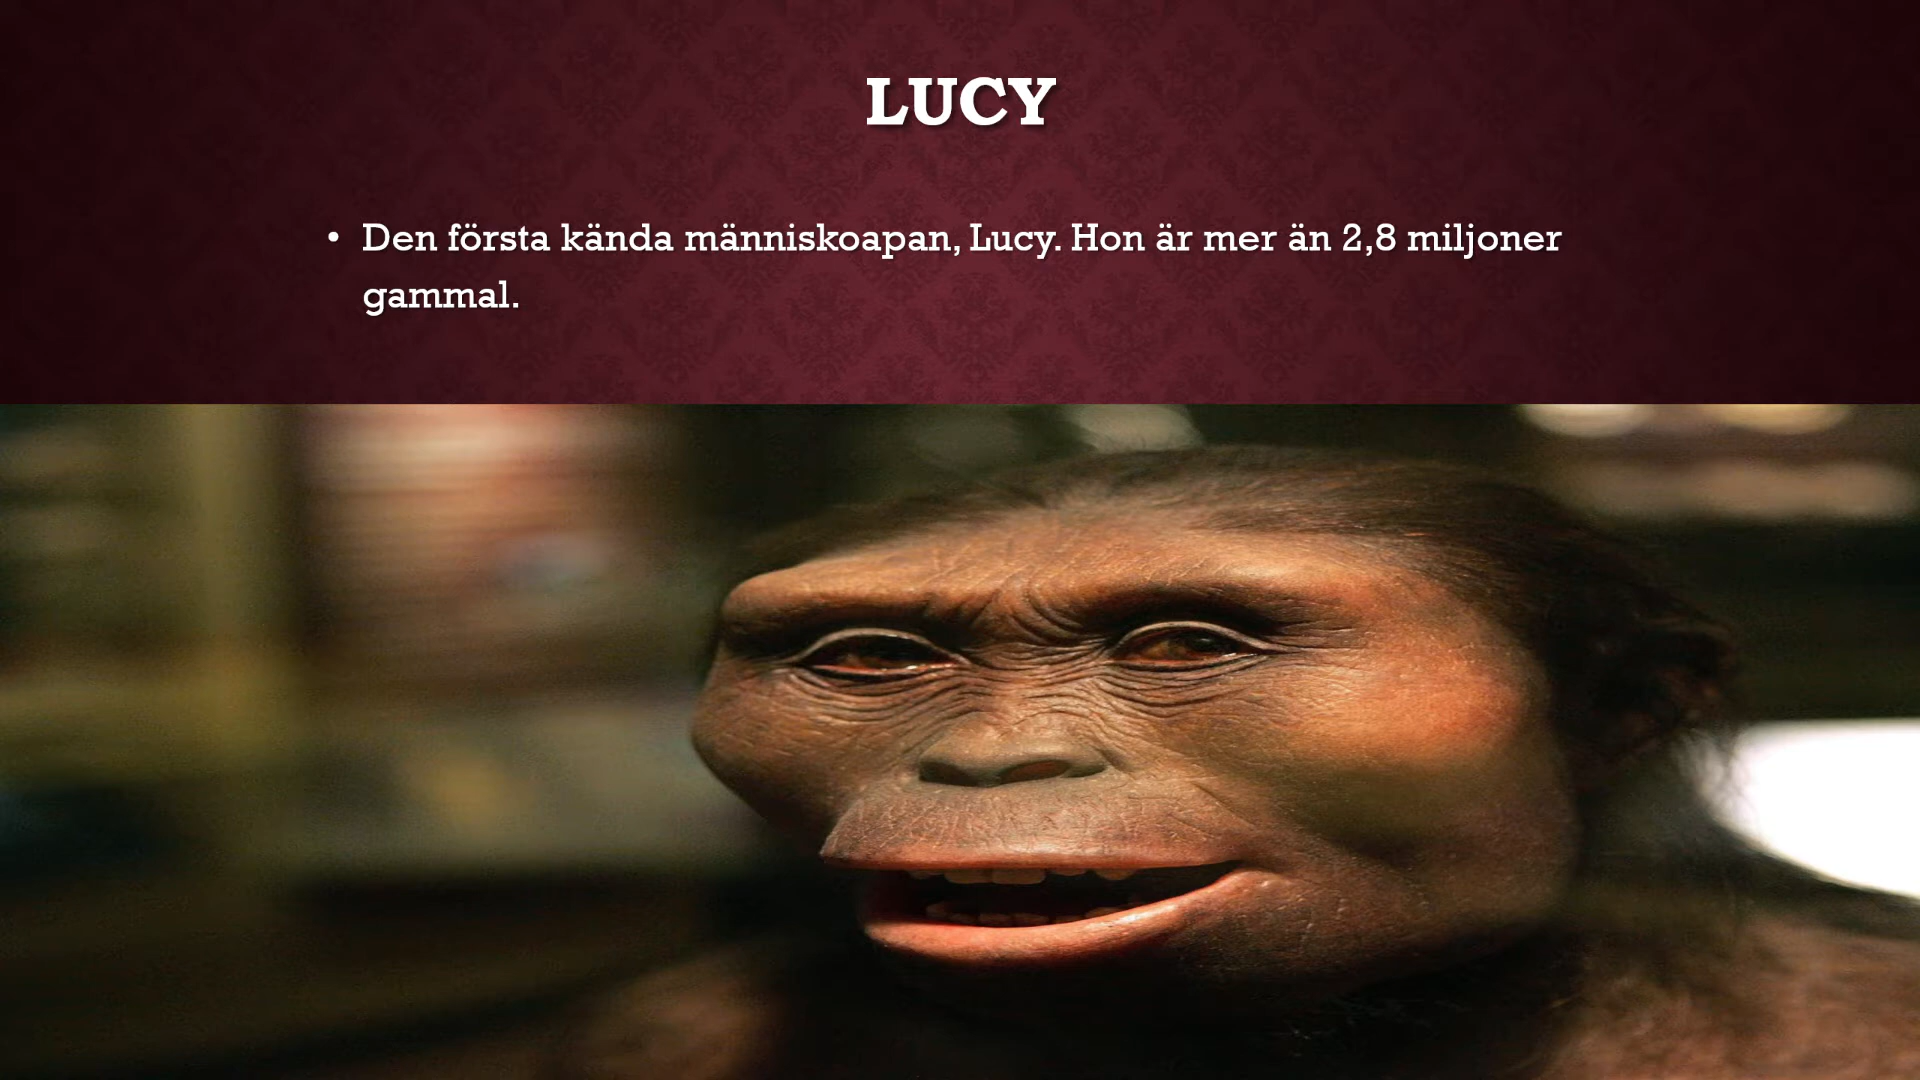 LUCY
• Den första kända människoapan, Lucy. Hon är mer än 2,8 miljoner
gammal.